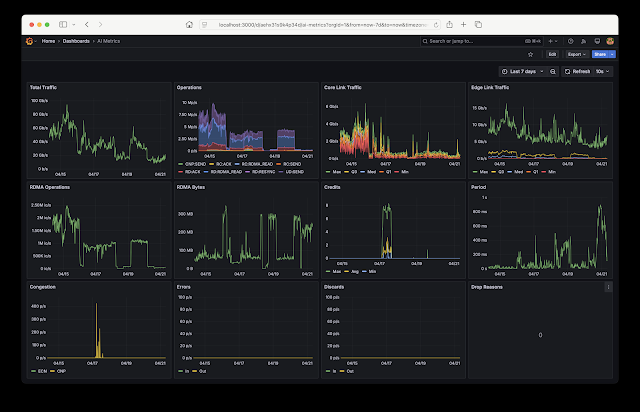 localhost:3000/d/aehv3fs9k4p34d/ai-metrics?orgId=1&from=now-7d&to=now&timezone=
Home > Dashboards > AI Metrics
Search or jump to...
Edit Export Share
Last 7 days Refresh 10s
Total Traffic
100 Gb/s
80 Gb/s
60 Gb/s
40 Gb/s
20 Gb/s
0 b/s
04/15 04/17 04/19 04/21
Operations
10 Mp/s
7.50 Mp/s
5 Mp/s
2.50 Mp/s
0 p/s
04/15 04/17 04/19 04/21
CNP:SEND RC:ACK RC:RDMA_READ RC:SEND
RD:ACK RD:RDMA_READ RD:RESYNC UD:SEND
Core Link Traffic
6 Gb/s
4 Gb/s
2 Gb/s
0 b/s
04/15 04/17 04/19 04/21
Max Q3 Med Q1 Min
Edge Link Traffic
15 Gb/s
10 Gb/s
5 Gb/s
0 b/s
04/15 04/17 04/19 04/21
Max Q3 Med Q1 Min
RDMA Operations
2.50M io/s
2M io/s
1.50M io/s
1M io/s
500K io/s
0 io/s
04/15 04/17 04/19 04/21
RDMA Bytes
300 MB
200 MB
100 MB
0 B
04/15 04/17 04/19 04/21
Credits
8
6
4
2
0
04/15 04/17 04/19 04/21
Max Avg Min
Period
1 ms
800 µs
600 µs
400 µs
200 µs
0 s
04/15 04/17 04/19 04/21
Congestion
400 p/s
300 p/s
200 p/s
100 p/s
0 p/s
04/15 04/17 04/19 04/21
ECN CNP
Errors
100 p/s
80 p/s
60 p/s
40 p/s
20 p/s
0 p/s
04/15 04/17 04/19 04/21
In Out
Discards
100 p/s
80 p/s
60 p/s
40 p/s
20 p/s
0 p/s
04/15 04/17 04/19 04/21
In Out
Drop Reasons
0